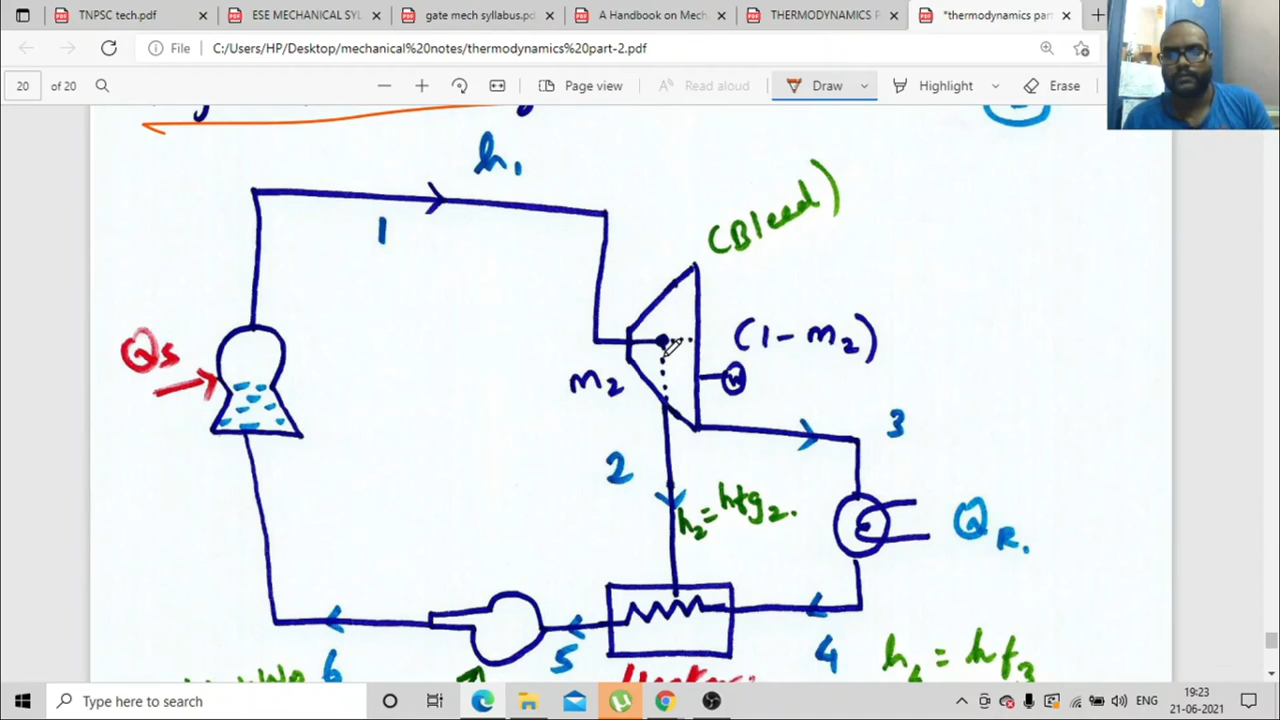 TNPSC tech.pdf
ESE MECHANICAL SYL
gate mech syllabus.pd
A Handbook on Mech
THERMODYNAMICS P
*thermodynamics par
File
C:/Users/HP/Desktop/mechanical%20notes/thermodynamics%20part-2.pdf
20 of 20
Page view
Read aloud
Draw
Highlight
Erase
h1
1
(Bleed)
Qs
(1-m2)
m2
W
3
2
h2=hfg2.
QR.
6
5
4
h4 = hf3
Type here to search
ENG
19:23
21-06-2021